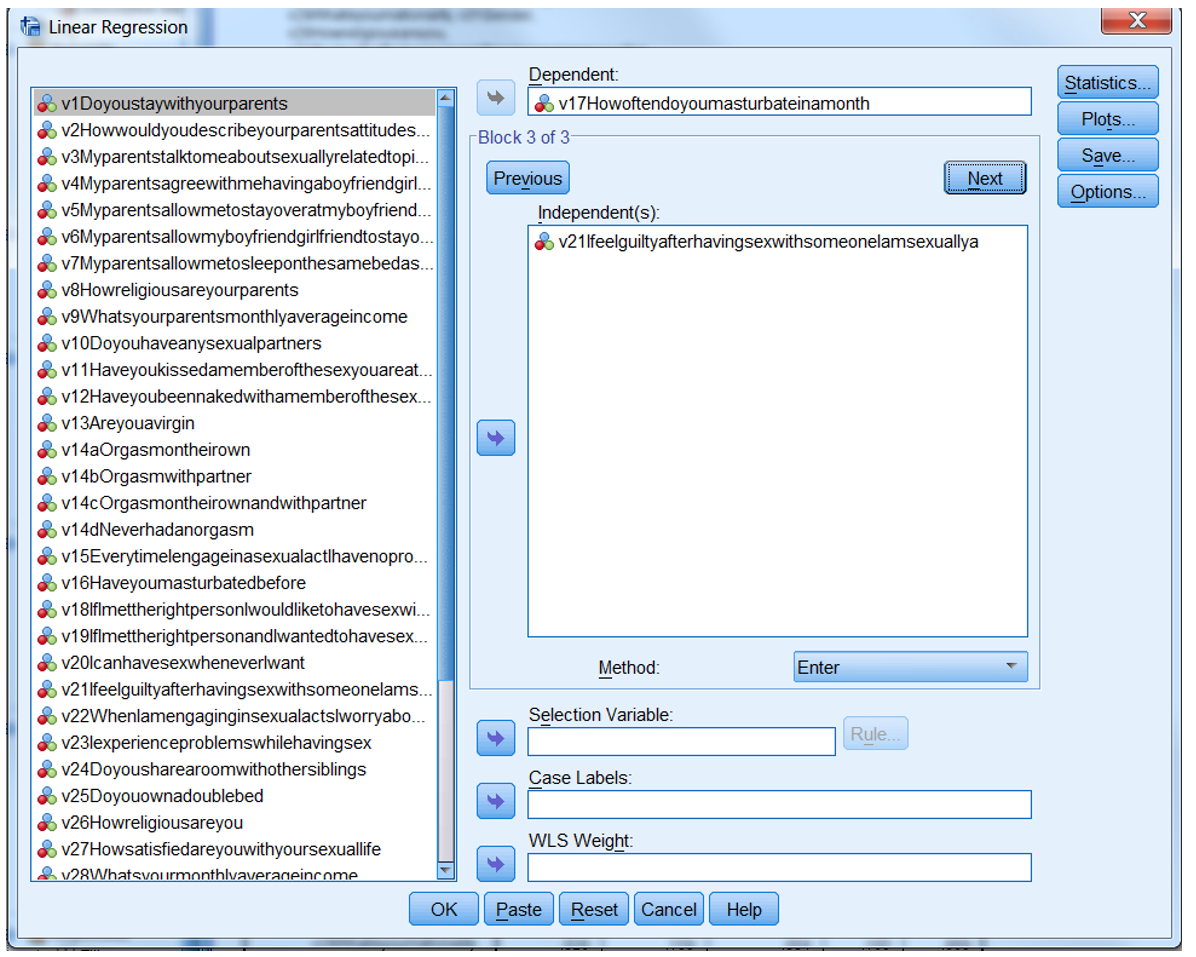 Linear Regression
v1Doyoustaywithyourparents
v2Howwouldyoudescribeyourparentsattitudes...
v3Myparentstalktomeaboutsexuallyrelatedtopi...
v4Myparentsagreewithmehavingaboyfriendgirl...
v5Myparentsallowmetostayoveratmyboyfriend...
v6Myparentsallowmyboyfriendgirlfriendtostayo...
v7Myparentsallowmetosleeponthesamebedas...
v8Howreligiousareyourparents
v9Whatsyourparentsmonthlyaverageincome
v10Doyouhaveanysexualpartners
v11Haveyoukissedamemberofthesexyouareat...
v12Haveyoubeennakedwithamemberofthesex...
v13Areyouavirgin
v14aOrgasmontheirown
v14bOrgasmwithpartner
v14cOrgasmontheirownandwithpartner
v14dNeverhadanorgasm
v15EverytimeIengageinasexualactIhavenopro...
v16Haveyoumasturbatedbefore
v18IfImettherightpersonIwouldliketohavesexwi...
v19IfImettherightpersonandIwantedtohavesex...
v20IcanhavesexwheneverIwant
v21IfeelguiltyafterhavingsexwithsomeoneIams...
v22WhenIamengaginginsexualactsIworryabo...
v23Iexperienceproblemswhilehavingsex
v24Doyousharearoomwithothersiblings
v25Doyouownadoublebed
v26Howreligiousareyou
v27Howsatisfiedareyouwithyoursexuallife
v28Whatsyourmonthlyaverageincome
Dependent:
v17Howoftendoyoumasturbateinamonth
Block 3 of 3
Previous
Next
Independent(s):
v21IfeelguiltyafterhavingsexwithsomeoneIamsexuallya
Method:
Enter
Selection Variable:
Rule...
Case Labels:
WLS Weight:
Statistics...
Plots...
Save...
Options...
OK
Paste
Reset
Cancel
Help